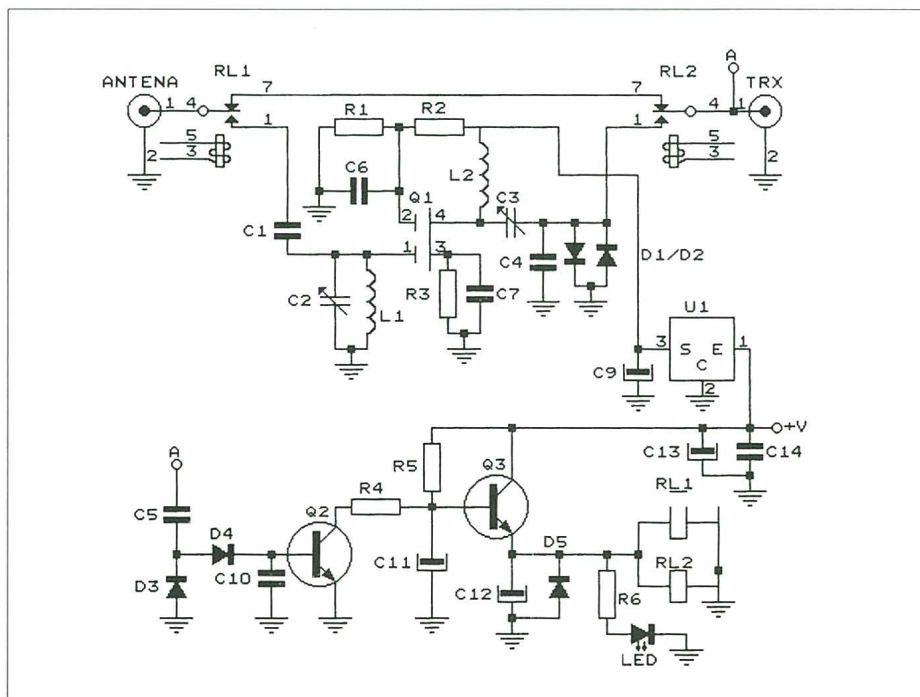 A
ANTENA
RL1
RL2
TRX
1 4
7
7
4 1
1
1
5
3
2
5
3
2
R1
R2
C6
L2
C3
Q1
2 4
1 3
C1
C2
L1
R3
C7
C4
D1/D2
U1
3 S E 1
C
2
C9
+V
C13
C14
A
R5
Q3
R4
C5
D4
Q2
RL1
D5
D3
C10
C11
C12
R6
RL2
LED